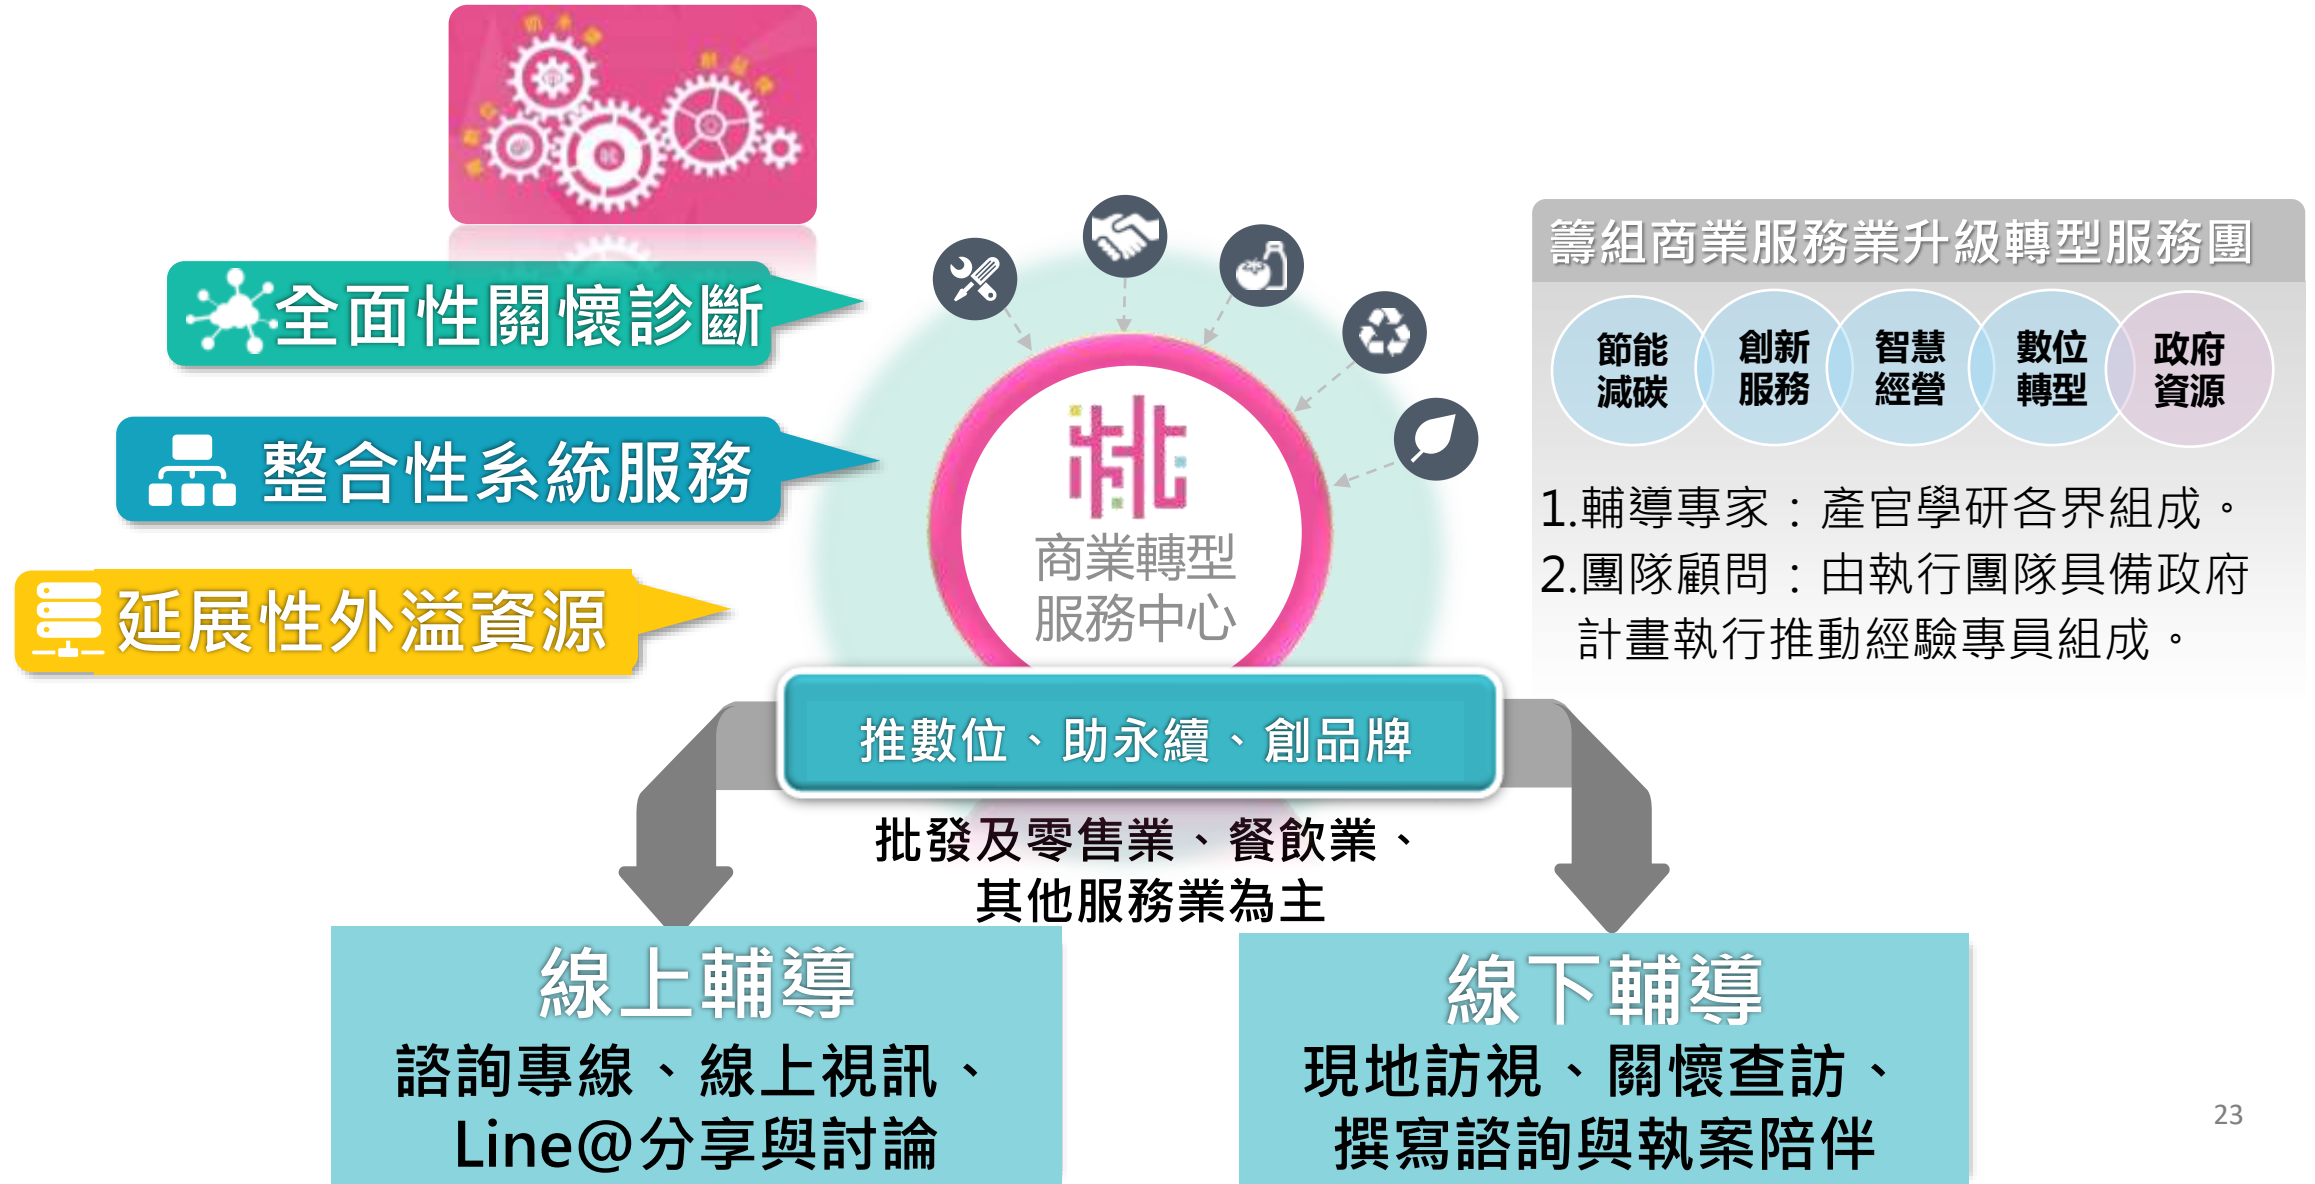 全面性關懷診斷
整合性系統服務
延展性外溢資源
商業轉型
服務中心
推數位、助永續、創品牌
批發及零售業、餐飲業、
其他服務業為主
籌組商業服務業升級轉型服務團
節能
減碳
創新
服務
智慧
經營
數位
轉型
政府
資源
1.輔導專家：產官學研各界組成。
2.團隊顧問：由執行團隊具備政府
計畫執行推動經驗專員組成。
線上輔導
諮詢專線、線上視訊、
Line@分享與討論
線下輔導
現地訪視、關懷查訪、
撰寫諮詢與執案陪伴
23